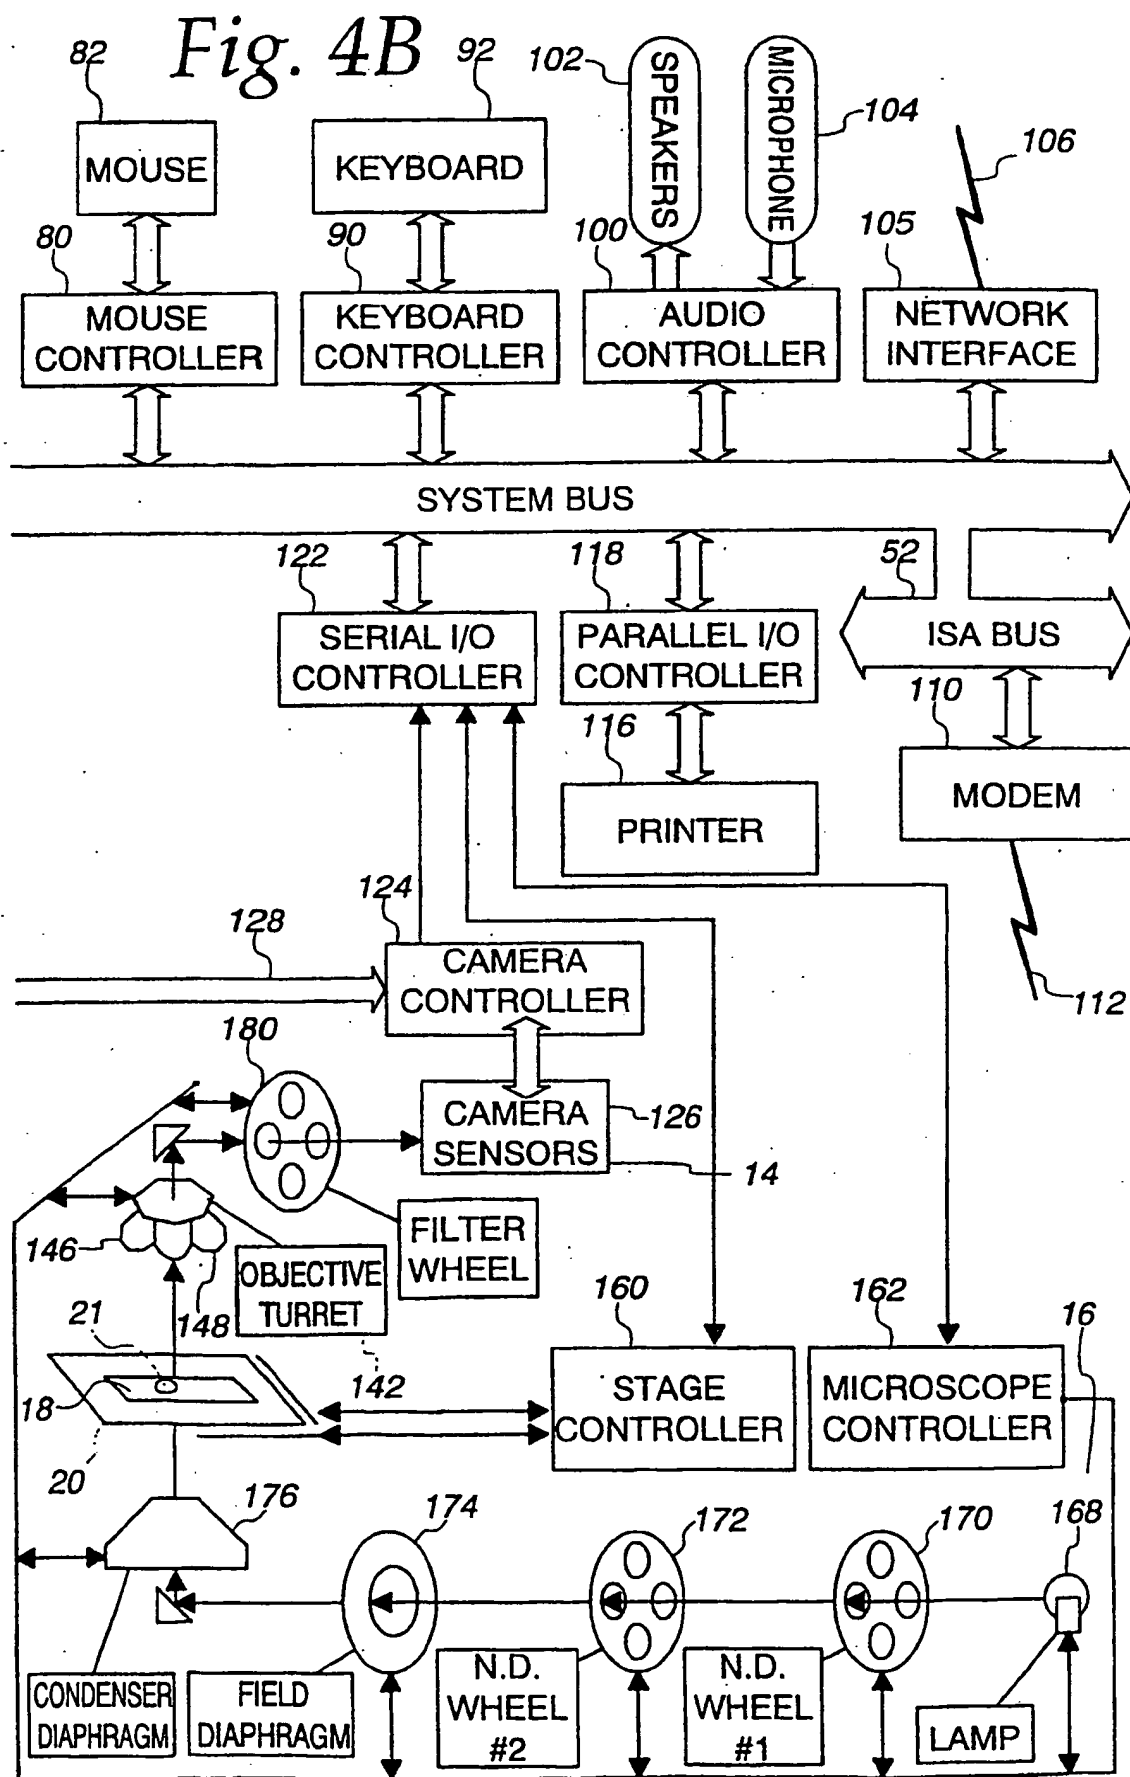 Fig. 4B
82
92
102
SPEAKERS
MICROPHONE
104
106
MOUSE
KEYBOARD
80
90
100
105
MOUSE
CONTROLLER
KEYBOARD
CONTROLLER
AUDIO
CONTROLLER
NETWORK
INTERFACE
SYSTEM BUS
122
118
52
SERIAL I/O
CONTROLLER
PARALLEL I/O
CONTROLLER
ISA BUS
110
116
MODEM
PRINTER
124
128
CAMERA
CONTROLLER
112
180
CAMERA
SENSORS
126
14
FILTER
WHEEL
146
OBJECTIVE
TURRET
148
21
160
162
16
18
142
STAGE
CONTROLLER
MICROSCOPE
CONTROLLER
20
176
174
172
170
168
CONDENSER
DIAPHRAGM
FIELD
DIAPHRAGM
N.D.
WHEEL
#2
N.D.
WHEEL
#1
LAMP